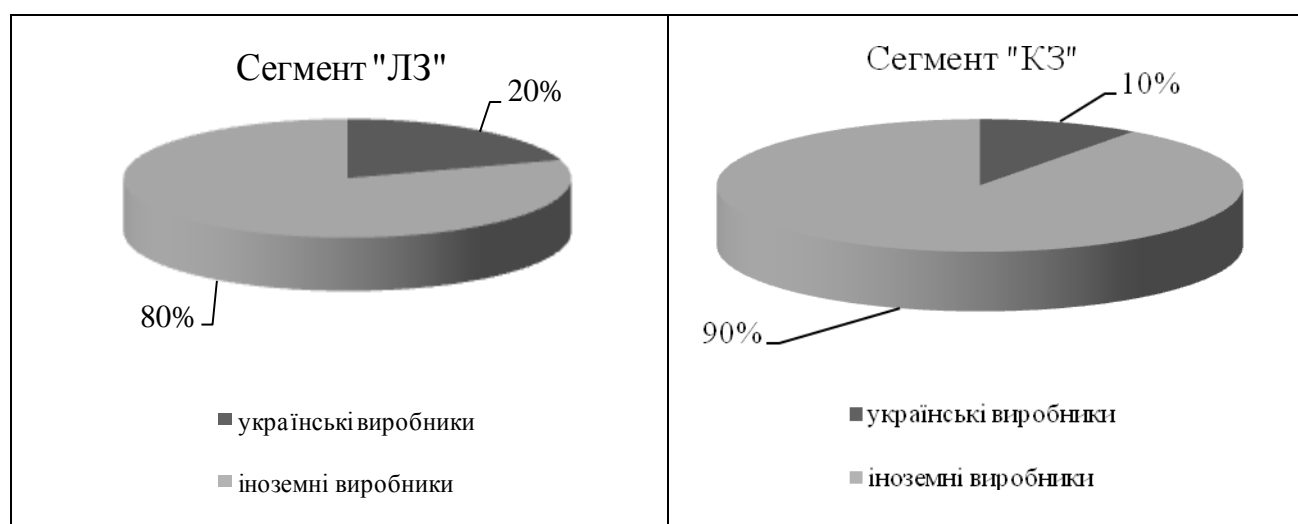 Сегмент "ЛЗ"
20%
80%
українські виробники
іноземні виробники
Сегмент "КЗ"
10%
90%
українські виробники
іноземні виробники